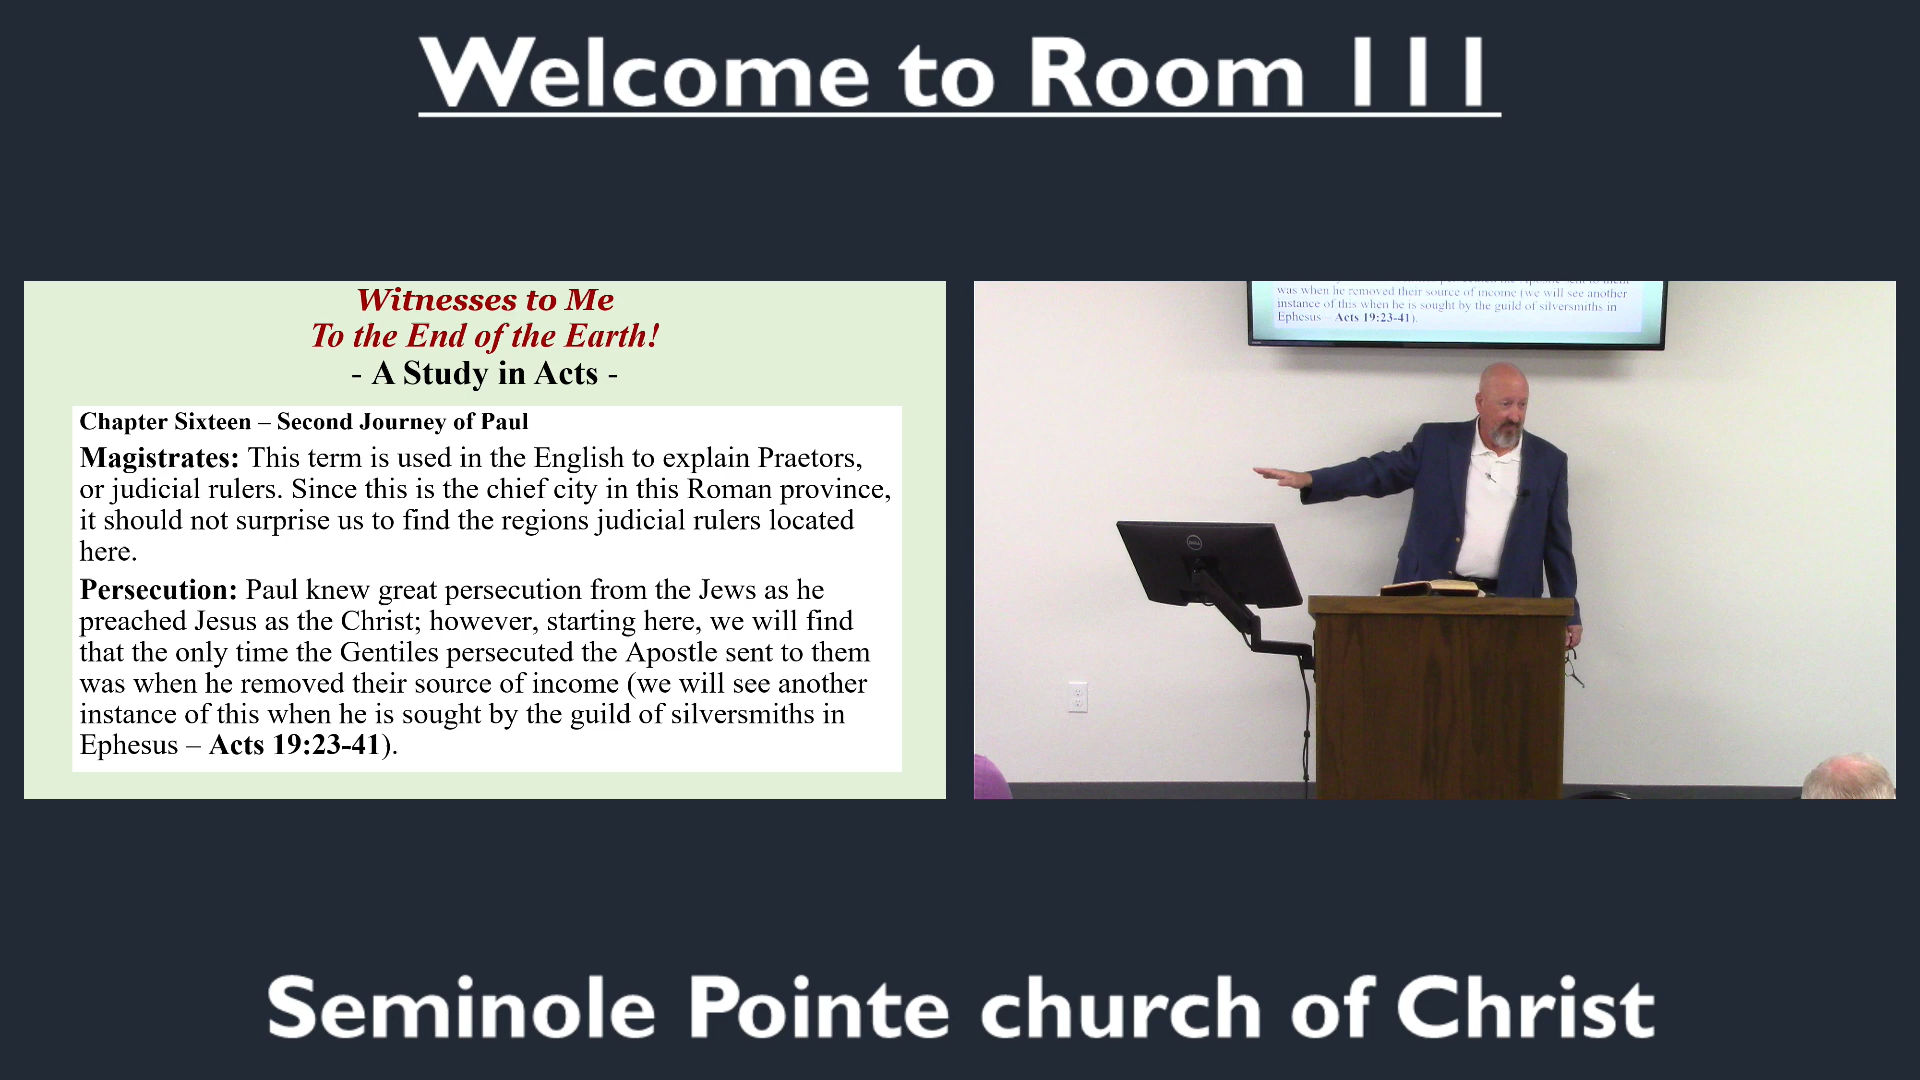 Welcome to Room 111
Witnesses to Me
To the End of the Earth!
- A Study in Acts -
Chapter Sixteen – Second Journey of Paul
Magistrates: This term is used in the English to explain Praetors,
or judicial rulers. Since this is the chief city in this Roman province,
it should not surprise us to find the regions judicial rulers located
here.
Persecution: Paul knew great persecution from the Jews as he
preached Jesus as the Christ; however, starting here, we will find
that the only time the Gentiles persecuted the Apostle sent to them
was when he removed their source of income (we will see another
instance of this when he is sought by the guild of silversmiths in
Ephesus – Acts 19:23-41).
was when he removed their source of income (we will see another
instance of this when he is sought by the guild of silversmiths in
Ephesus – Acts 19:23-41).
DELL
Seminole Pointe church of Christ